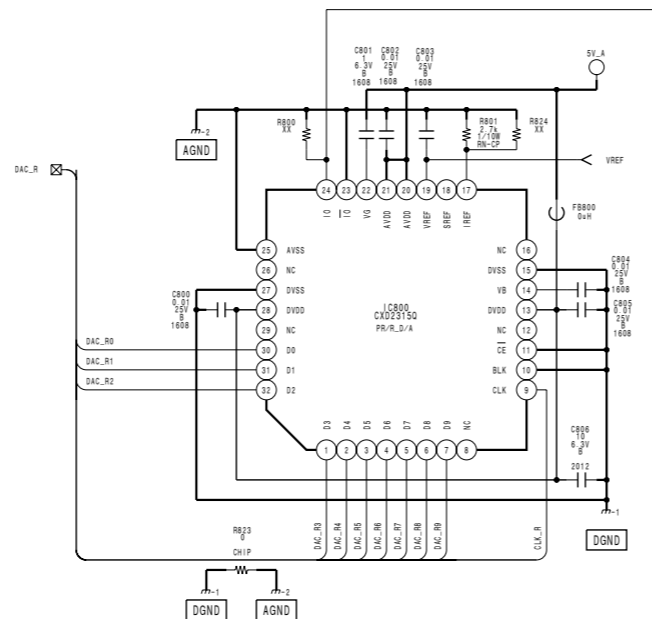 C801
1
6.3V
B
1608
C802
0.01
25V
B
1608
C803
0.01
25V
B
1608
5V_A
-2
AGND
R800
XX
R801
2.7k
1/10W
RN-CP
R824
XX
DAC_R
VREF
24
23
22
21
20
19
18
17
IO
IO
VG
AVDD
AVDD
VREF
SREF
IREF
FB800
0uH
25
AVSS
26
NC
27
DVSS
28
DVDD
29
NC
30
D0
31
D1
32
D2
NC
16
DVSS
15
VB
14
DVDD
13
NC
12
CE
11
BLK
10
CLK
9
IC800
CXD2315Q
PR/R_D/A
C800
0.01
25V
B
1608
C804
0.01
25V
B
1608
C805
0.01
25V
B
1608
DAC_R0
DAC_R1
DAC_R2
D3
D4
D5
D6
D7
D8
D9
NC
1
2
3
4
5
6
7
8
C806
10
6.3V
B
2012
DAC_R3
DAC_R4
DAC_R5
DAC_R6
DAC_R7
DAC_R8
DAC_R9
CLK_R
-1
DGND
R823
0
CHIP
-1
DGND
-2
AGND